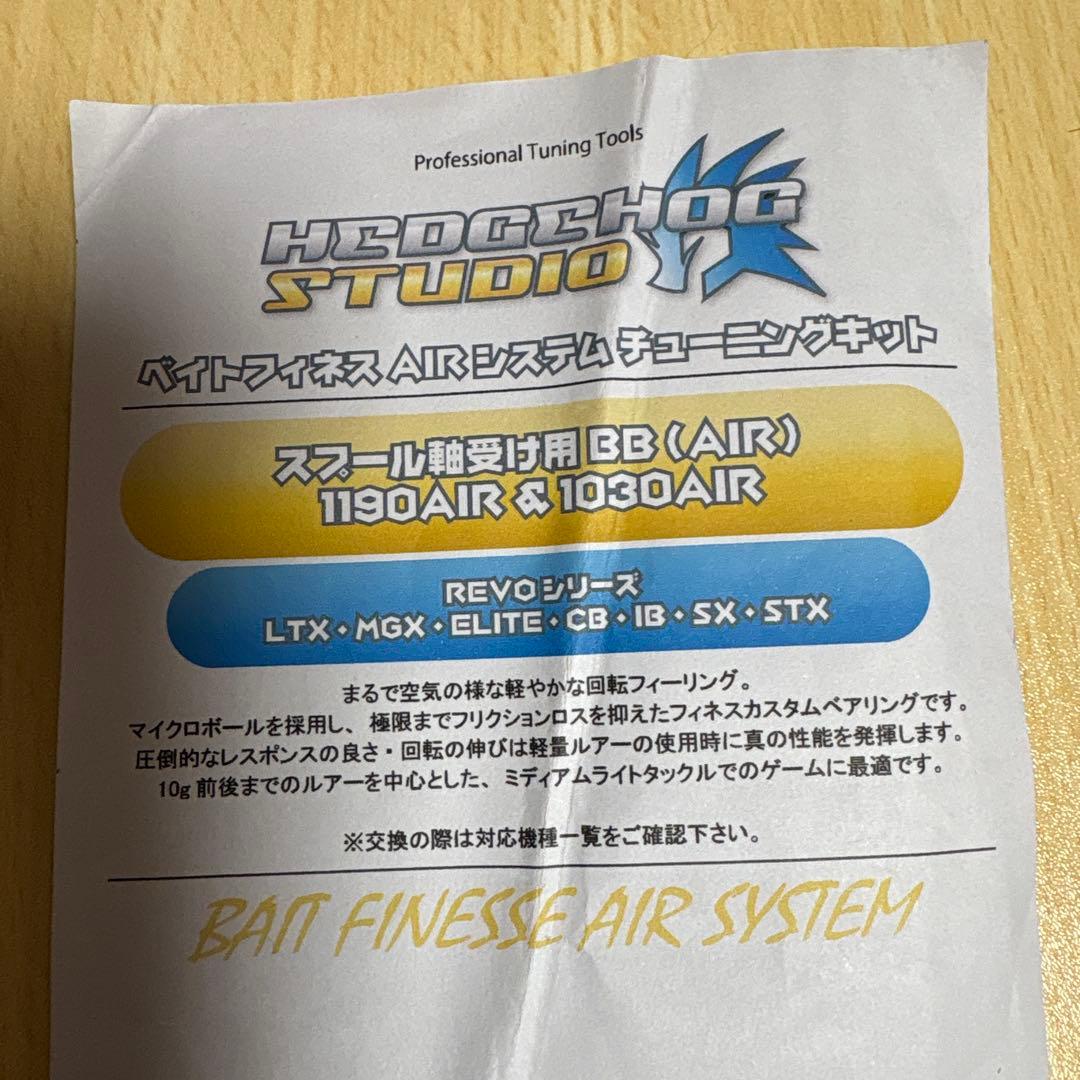 Professional Tuning Tools
HEDGEHOG
STUDIO
ベイトフィネス AIR システム チューニングキット
スプール軸受け用 BB (AIR)
1190AIR & 1030AIR
REVOシリーズ
LTX・MGX・ELITE・CB・IB・SX・STX
まるで空気の様な軽やかな回転フィーリング。
マイクロボールを採用し、極限までフリクションロスを抑えたフィネスカスタムベアリングです。
圧倒的なレスポンスの良さ・回転の伸びは軽量ルアーの使用時に真の性能を発揮します。
10g 前後までのルアーを中心とした、ミディアムライトタックルでのゲームに最適です。
※交換の際は対応機種一覧をご確認下さい。
BAIT FINESSE AIR SYSTEM